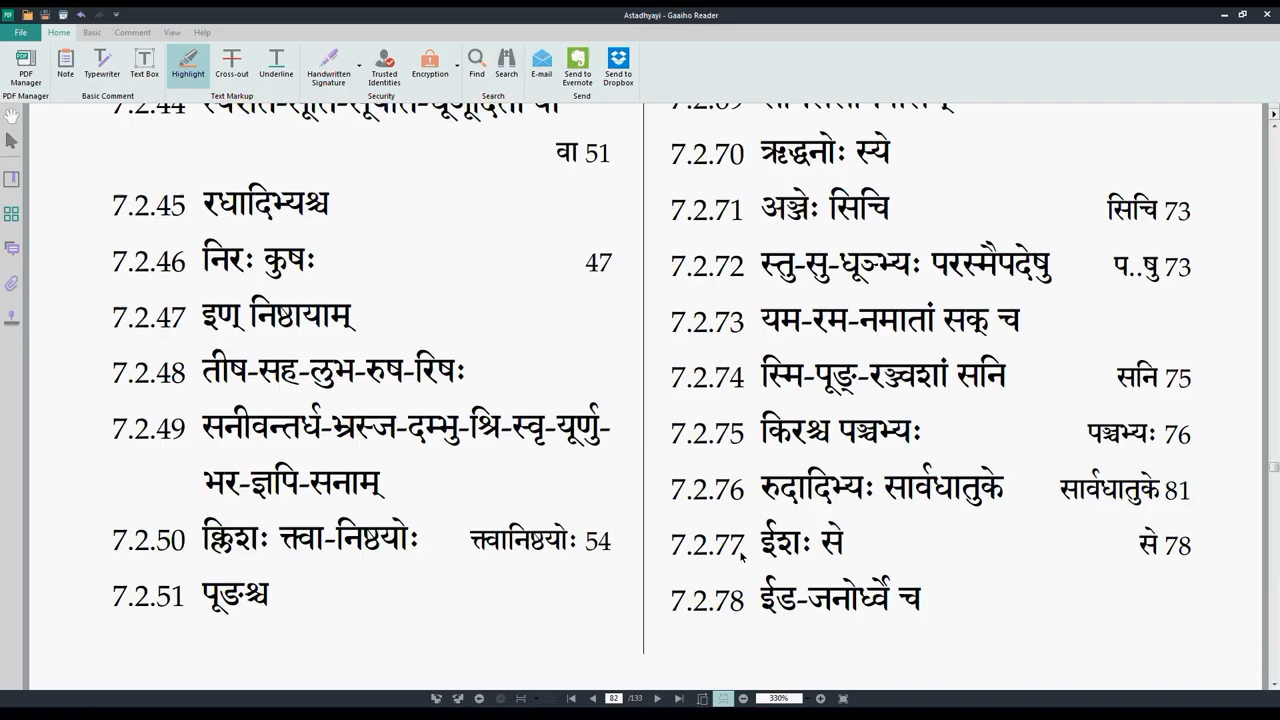 Astadhyayi - Gaaiho Reader
File Home Basic Comment View Help
PDF Manager Note Typewriter Text Box Highlight Cross-out Underline Handwritten Signature Trusted Identities Encryption Find Search E-mail Send to Evernote Send to Dropbox
PDF Manager Basic Comment Text Markup Security Search Send
7.2.44
वा 51
7.2.45 रधादिभ्यश्च
7.2.46 निरः कुषः 47
7.2.47 इण् निष्ठायाम्
7.2.48 तीष-सह-लुभ-रुष-रिषः
7.2.49 सनीवन्तर्ध-भ्रस्ज-दम्भु-श्रि-स्वृ-यूर्णु-
भर-ज्ञपि-सनाम्
7.2.50 क्लिशः क्त्वा-निष्ठयोः क्त्वानिष्ठयोः 54
7.2.51 पूङश्च
7.2.70 ऋद्धनोः स्ये
7.2.71 अञ्जेः सिचि सिचि 73
7.2.72 स्तु-सु-धूञ्भ्यः परस्मैपदेषु प..षु 73
7.2.73 यम-रम-नमातां सक् च
7.2.74 स्मि-पूङ्-रञ्ज्वशां सनि सनि 75
7.2.75 किरश्च पञ्चभ्यः पञ्चभ्यः 76
7.2.76 रुदादिभ्यः सार्वधातुके सार्वधातुके 81
7.2.77 ईशः से से 78
7.2.78 ईड-जनोर्ध्वे च
82 /133 330%